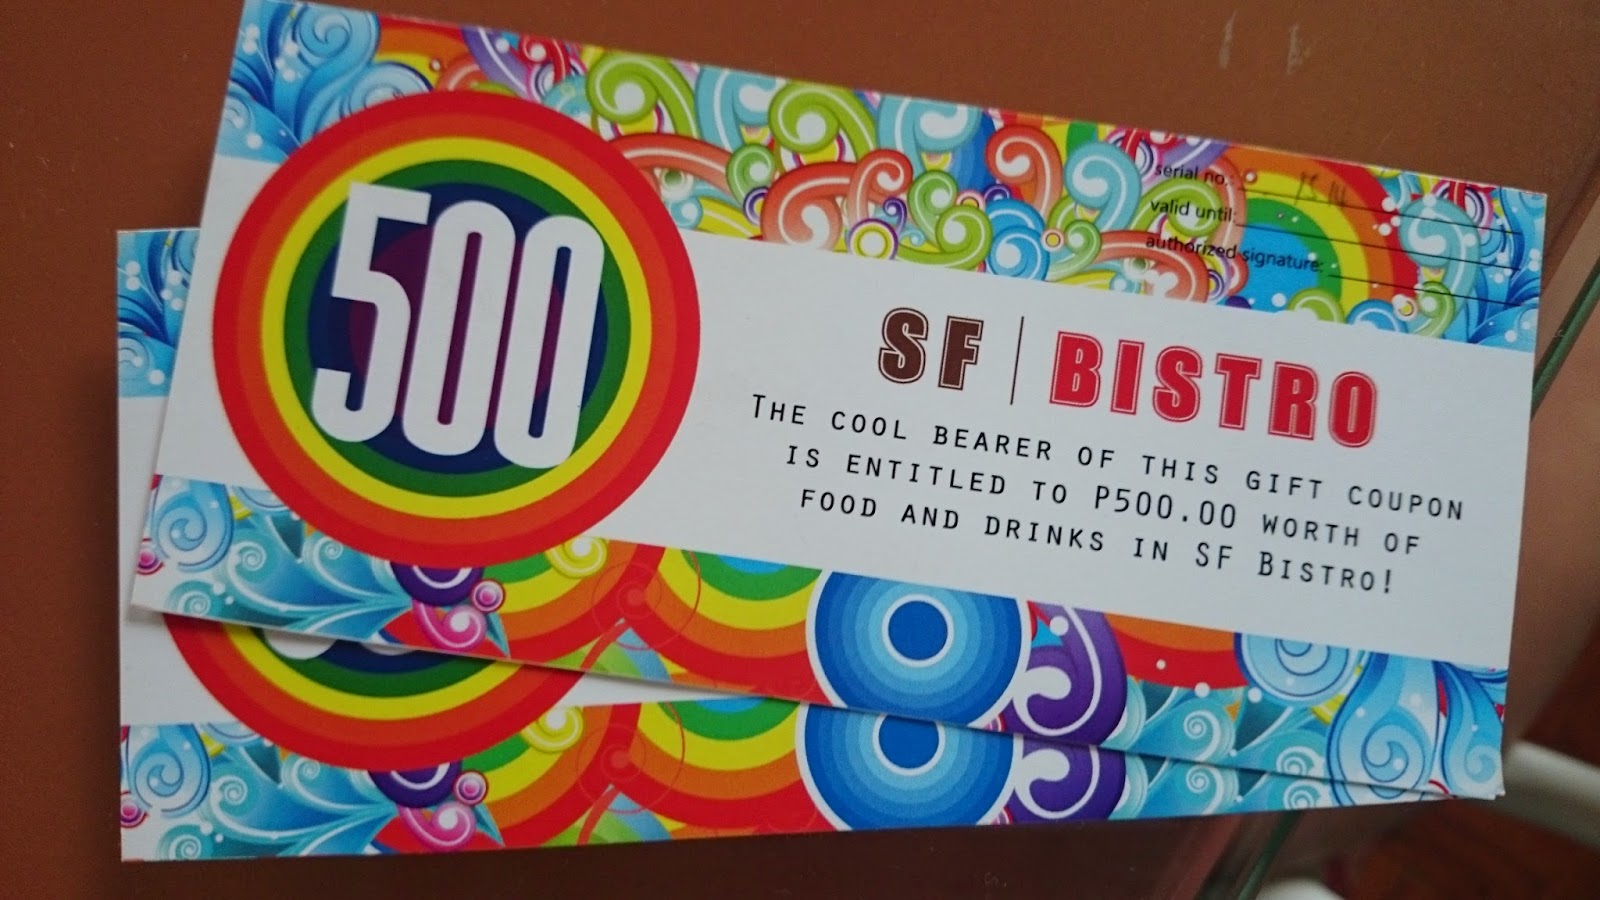 500
serial no.:
valid until:
authorized signature:
SF | BISTRO
THE COOL BEARER OF THIS GIFT COUPON
IS ENTITLED TO P500.00 WORTH OF
FOOD AND DRINKS IN SF BISTRO!